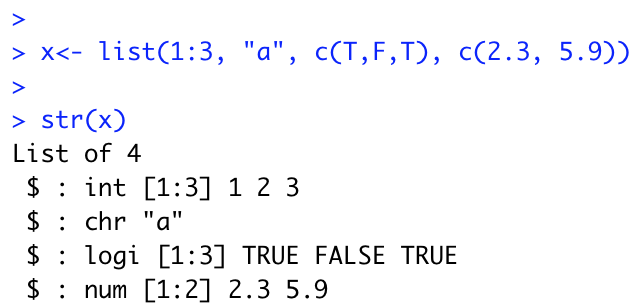 >
> x<- list(1:3, "a", c(T,F,T), c(2.3, 5.9))
>
> str(x)
List of 4
 $ : int [1:3] 1 2 3
 $ : chr "a"
 $ : logi [1:3] TRUE FALSE TRUE
 $ : num [1:2] 2.3 5.9